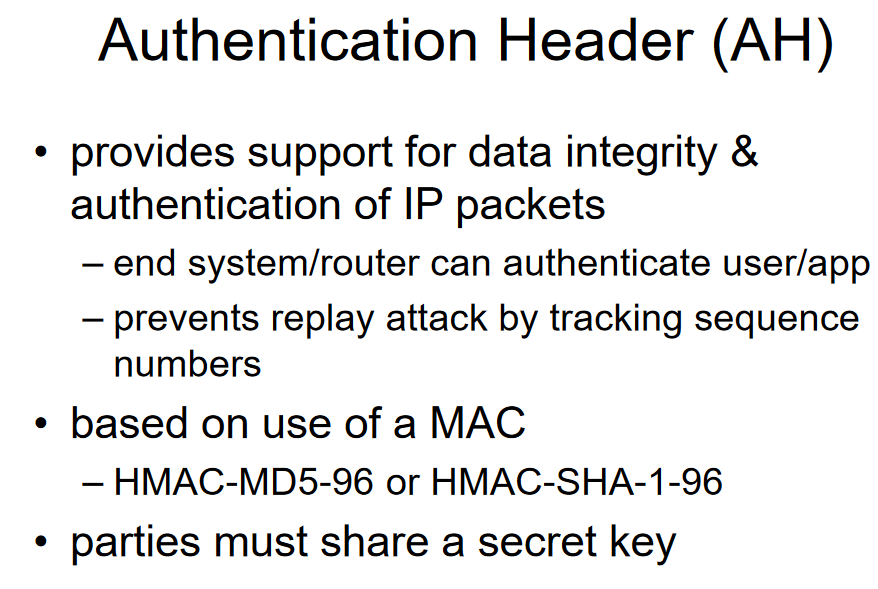 Authentication Header (AH)
• provides support for data integrity &
authentication of IP packets
– end system/router can authenticate user/app
– prevents replay attack by tracking sequence
numbers
• based on use of a MAC
– HMAC-MD5-96 or HMAC-SHA-1-96
• parties must share a secret key